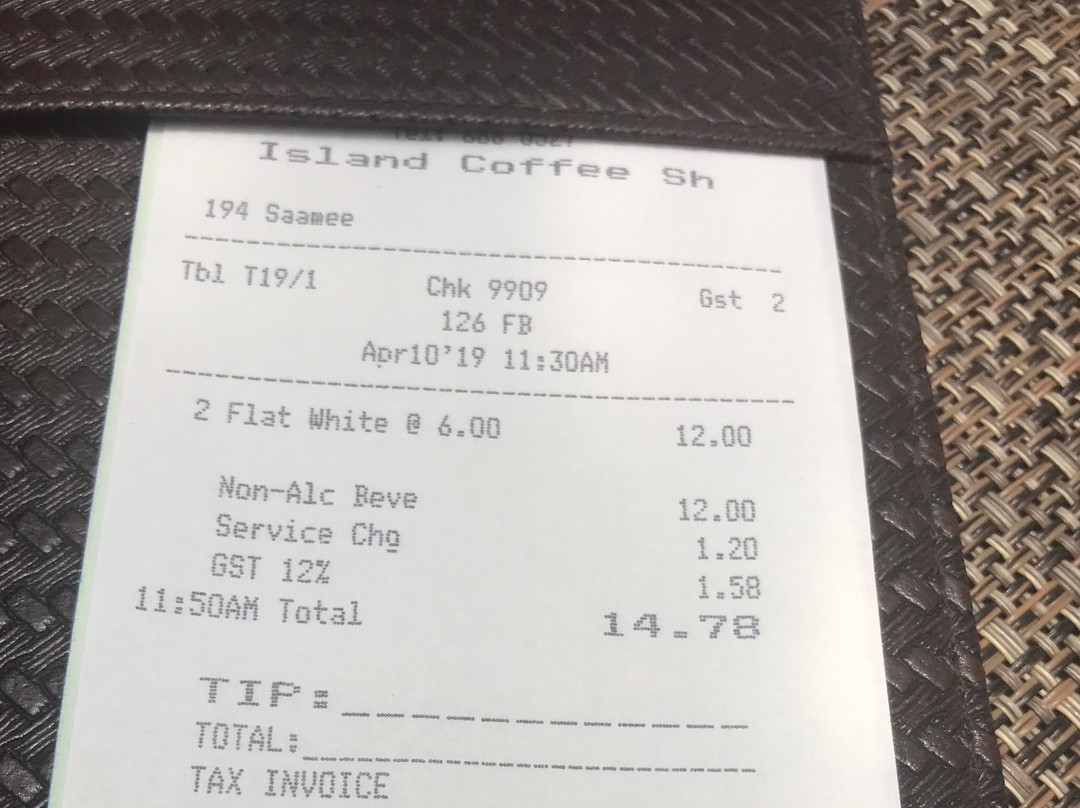 Island Coffee Sh
194 Saamee
Tbl T19/1 Chk 9909 Gst 2
126 FB
Apr10'19 11:30AM
2 Flat White @ 6.00 12.00
Non-Alc Beve 12.00
Service Chg 1.20
GST 12% 1.58
11:50AM Total 14.78
TIP:
TOTAL:
TAX INVOICE